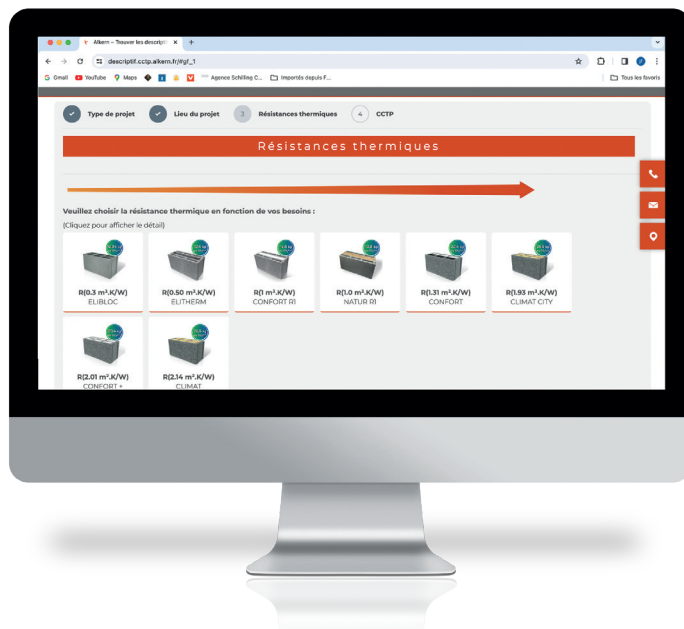 Alkern – Trouver les descripti
descriptif.cctp.alkern.fr/#gf_1
Gmail YouTube Maps Agence Schilling C... Importés depuis F... Tous les favoris
Type de projet Lieu du projet 3 Résistances thermiques 4 CCTP
Résistances thermiques
Veuillez choisir la résistance thermique en fonction de vos besoins :
(Cliquez pour afficher le détail)
R(0.3 m².K/W) R(0.50 m².K/W) R(1 m².K/W) R(1.0 m².K/W) R(1.31 m².K/W) R(1.93 m².K/W)
ELIBLOC ELITHERM CONFORT R1 NATUR R1 CONFORT CLIMAT CITY
R(2.01 m².K/W) R(2.14 m².K/W)
CONFORT + CLIMAT